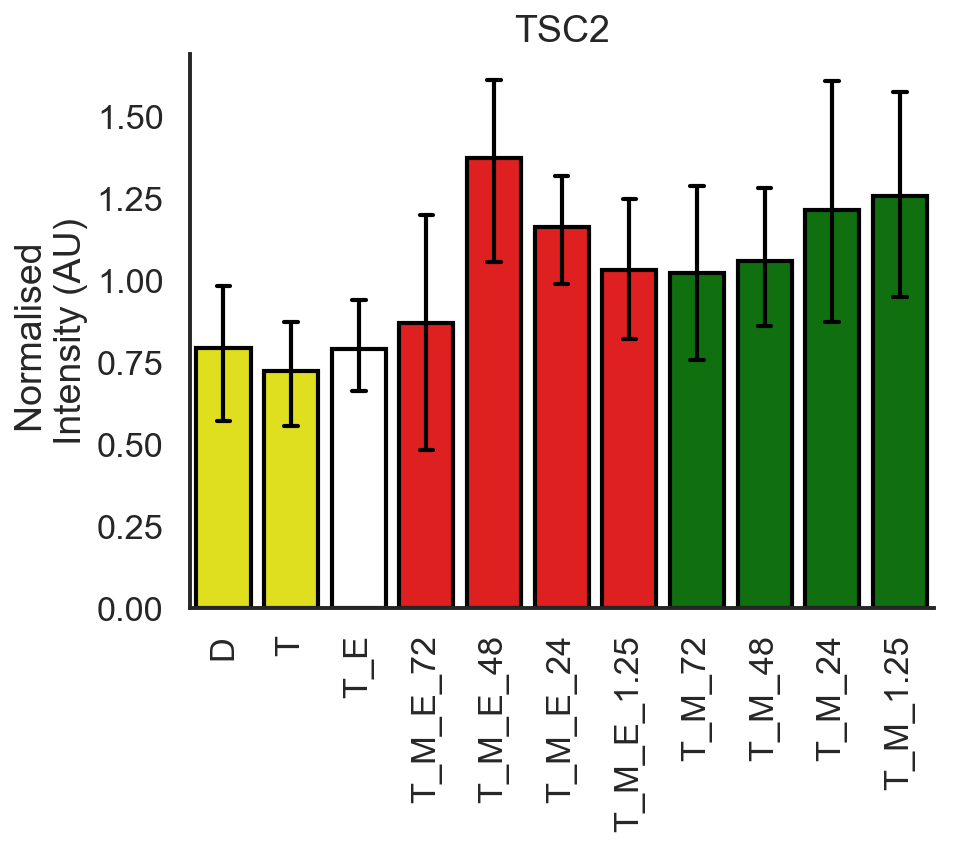 TSC2
Normalised
Intensity (AU)
1.50
1.25
1.00
0.75
0.50
0.25
0.00
D
T
T_E
T_M_E_72
T_M_E_48
T_M_E_24
T_M_E_1.25
T_M_72
T_M_48
T_M_24
T_M_1.25